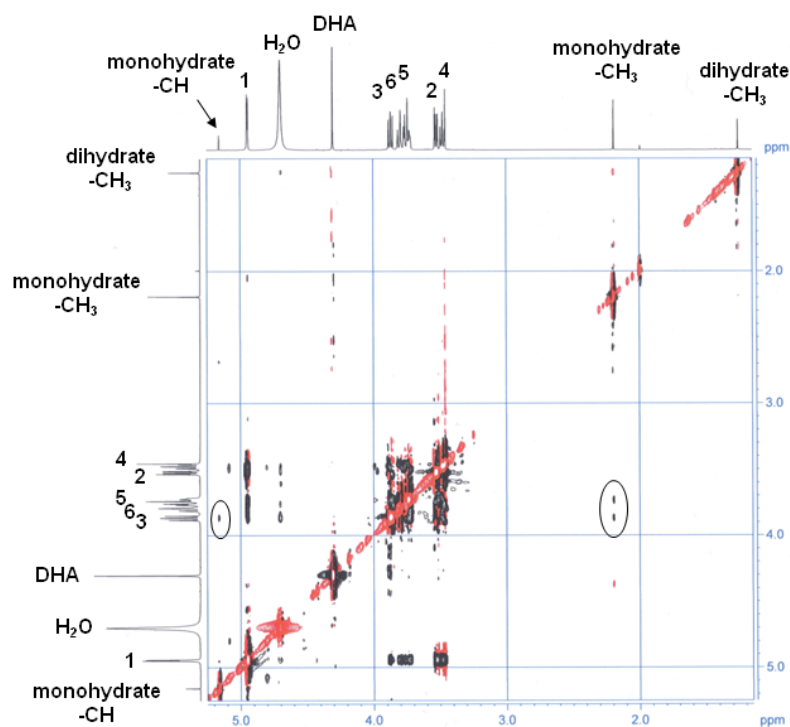 DHA
H₂O
monohydrate
-CH
1
3
6
5
2
4
monohydrate
-CH₃
dihydrate
-CH₃
ppm
dihydrate
-CH₃
monohydrate
-CH₃
4
2
5
6
3
DHA
H₂O
1
monohydrate
-CH
2.0
3.0
4.0
5.0
ppm
5.0
4.0
3.0
2.0
ppm